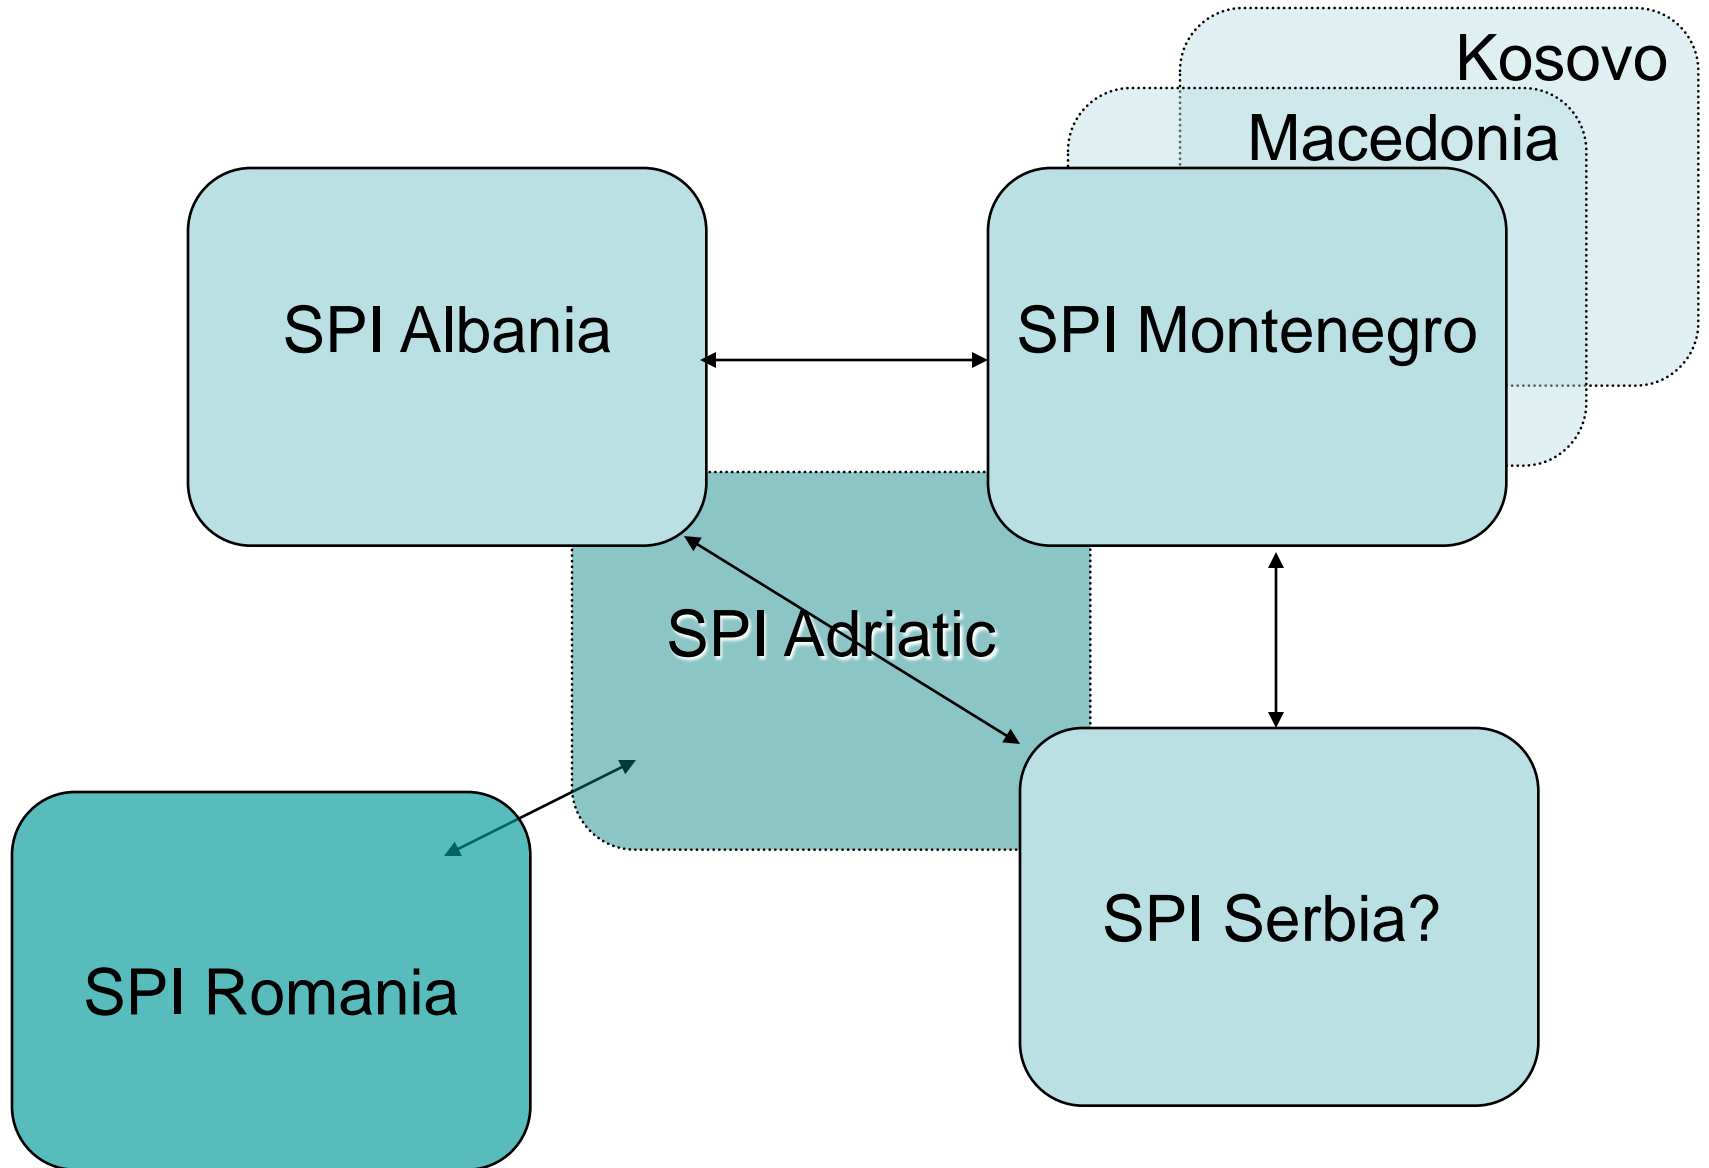 Kosovo
Macedonia
SPI Albania
SPI Montenegro
SPI Adriatic
SPI Serbia?
SPI Romania